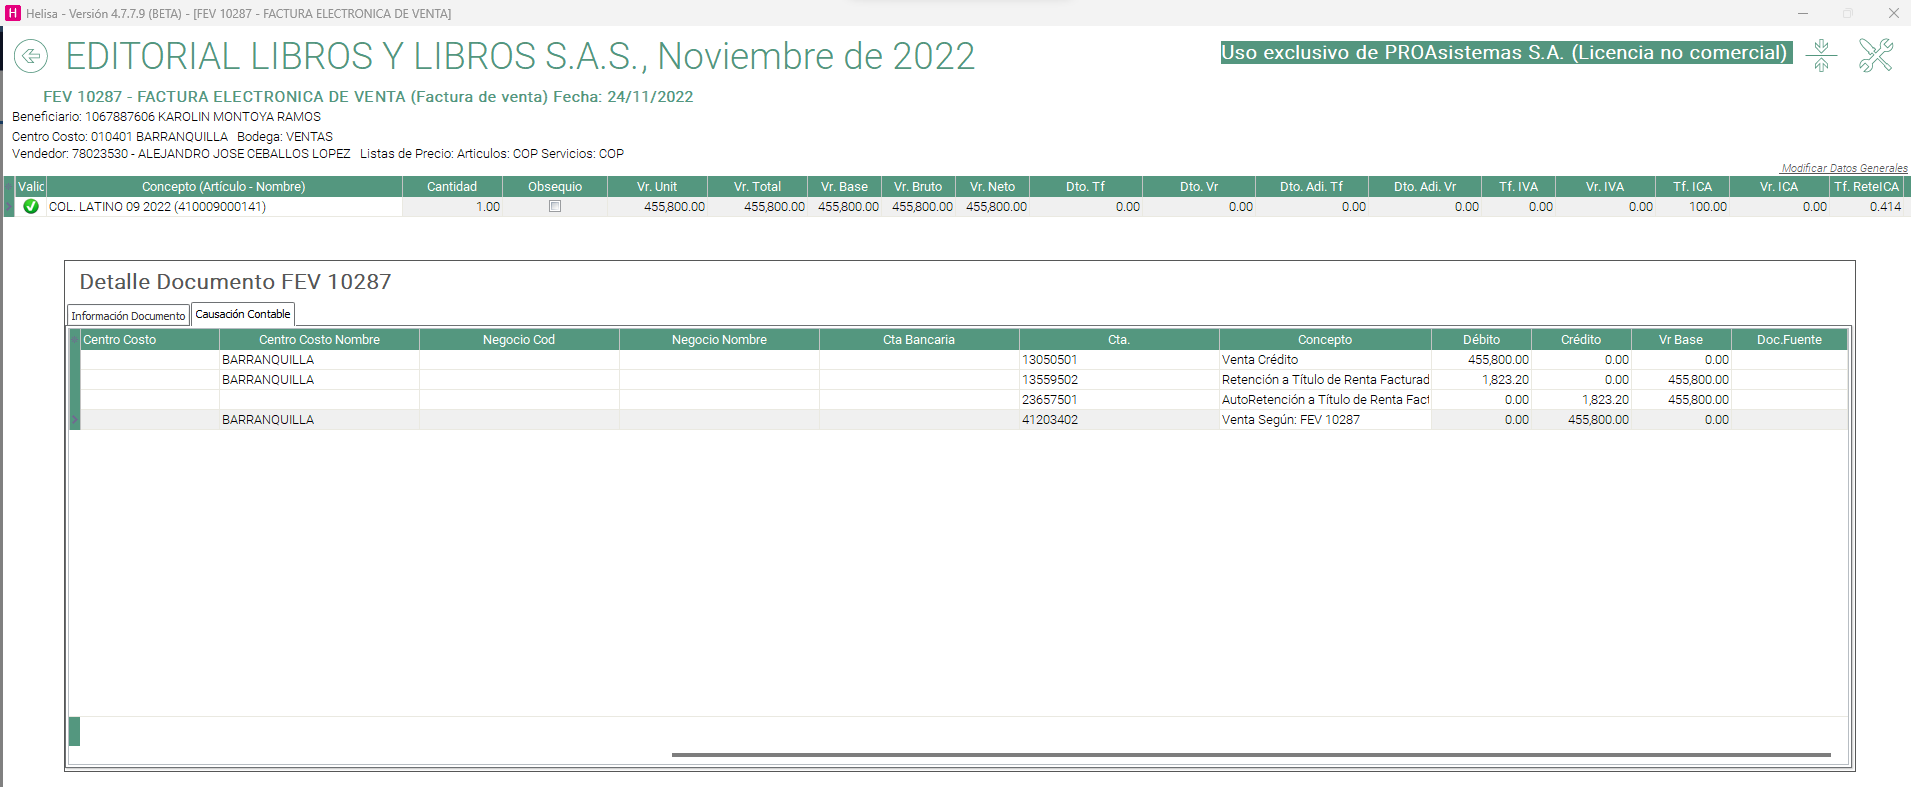 H Helisa - Versión 4.7.7.9 (BETA) - [FEV 10287 - FACTURA ELECTRONICA DE VENTA]
EDITORIAL LIBROS Y LIBROS S.A.S., Noviembre de 2022
Uso exclusivo de PROAsistemas S.A. (Licencia no comercial)
FEV 10287 - FACTURA ELECTRONICA DE VENTA (Factura de venta) Fecha: 24/11/2022
Beneficiario: 1067887606 KAROLIN MONTOYA RAMOS
Centro Costo: 010401 BARRANQUILLA Bodega: VENTAS
Vendedor: 78023530 - ALEJANDRO JOSE CEBALLOS LOPEZ Listas de Precio: Articulos: COP Servicios: COP
Modificar Datos Generales
Valic Concepto (Artículo - Nombre) Cantidad Obsequio Vr. Unit Vr. Total Vr. Base Vr. Bruto Vr. Neto Dto. Tf Dto. Vr Dto. Adi. Tf Dto. Adi. Vr Tf. IVA Vr. IVA Tf. ICA Vr. ICA Tf. ReteICA
COL. LATINO 09 2022 (410009000141) 1.00 455,800.00 455,800.00 455,800.00 455,800.00 455,800.00 0.00 0.00 0.00 0.00 0.00 0.00 100.00 0.00 0.414
Detalle Documento FEV 10287
Información Documento Causación Contable
Centro Costo Centro Costo Nombre Negocio Cod Negocio Nombre Cta Bancaria Cta. Concepto Débito Crédito Vr Base Doc.Fuente
BARRANQUILLA 13050501 Venta Crédito 455,800.00 0.00 0.00
BARRANQUILLA 13559502 Retención a Título de Renta Facturad 1,823.20 0.00 455,800.00
23657501 AutoRetención a Título de Renta Fact 0.00 1,823.20 455,800.00
BARRANQUILLA 41203402 Venta Según: FEV 10287 0.00 455,800.00 0.00